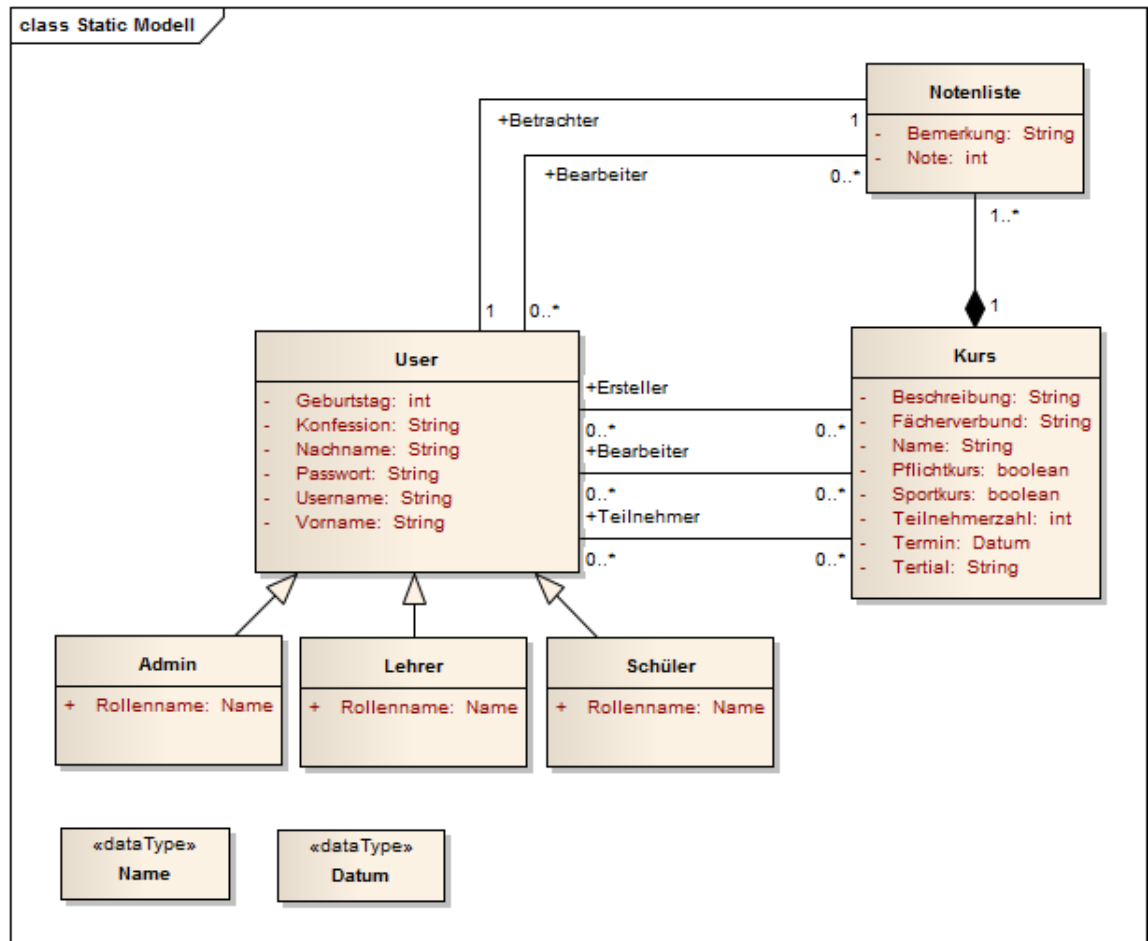 class Static Modell
Notenliste
- Bemerkung: String
- Note: int
+Betrachter
1
+Bearbeiter
0..*
1..*
1
1
0..*
User
- Geburtstag: int
- Konfession: String
- Nachname: String
- Passwort: String
- Username: String
- Vorname: String
+Ersteller
0..*
0..*
+Bearbeiter
0..*
0..*
+Teilnehmer
0..*
0..*
Kurs
- Beschreibung: String
- Fächerverbund: String
- Name: String
- Pflichtkurs: boolean
- Sportkurs: boolean
- Teilnehmerzahl: int
- Termin: Datum
- Tertial: String
Admin
+ Rollenname: Name
Lehrer
+ Rollenname: Name
Schüler
+ Rollenname: Name
«dataType»
Name
«dataType»
Datum